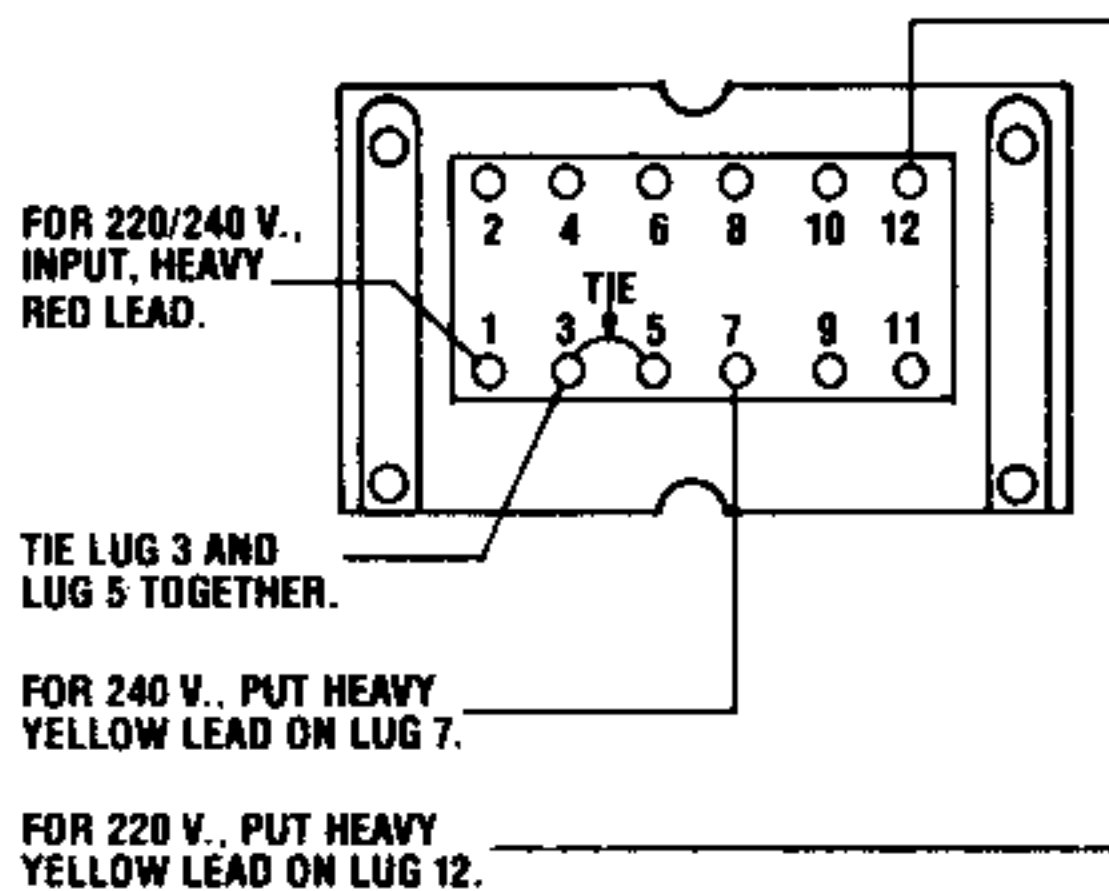 FOR 220/240 V.,
INPUT, HEAVY
RED LEAD.
2 4 6 8 10 12
TIE
1 3 5 7 9 11
TIE LUG 3 AND
LUG 5 TOGETHER.
FOR 240 V., PUT HEAVY
YELLOW LEAD ON LUG 7.
FOR 220 V., PUT HEAVY
YELLOW LEAD ON LUG 12.